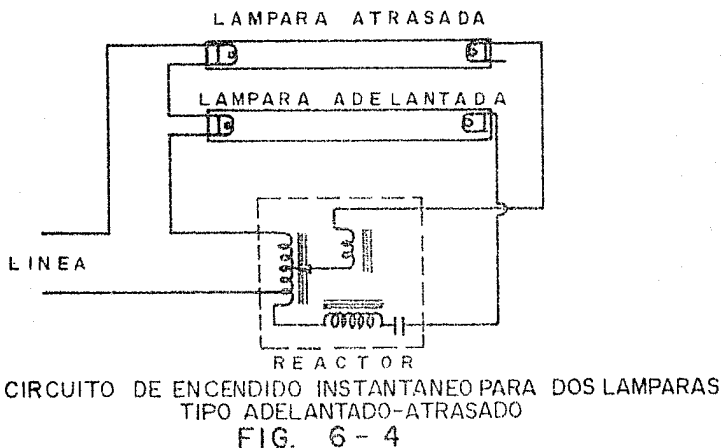 LAMPARA ATRASADA
LAMPARA ADELANTADA
LINEA
REACTOR
CIRCUITO DE ENCENDIDO INSTANTANEO PARA DOS LAMPARAS
TIPO ADELANTADO-ATRASADO
FIG. 6-4